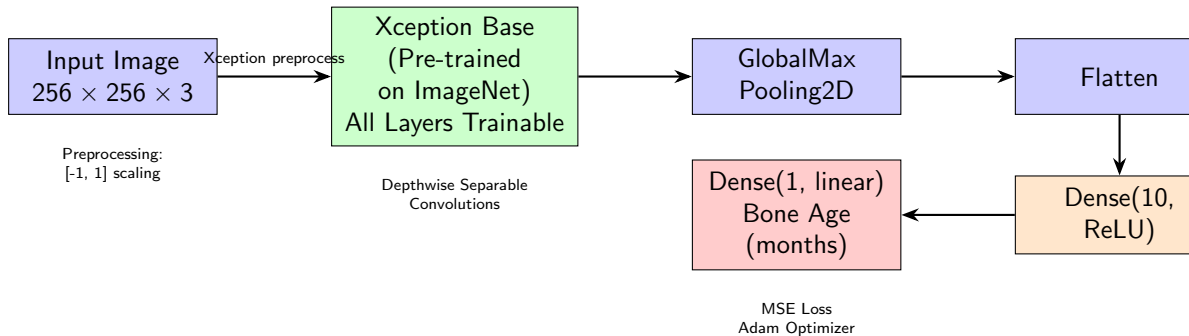 Input Image
256 × 256 × 3
Xception preprocess
Preprocessing:
[-1, 1] scaling
Xception Base
(Pre-trained
on ImageNet)
All Layers Trainable
Depthwise Separable
Convolutions
GlobalMax
Pooling2D
Flatten
Dense(10,
ReLU)
Dense(1, linear)
Bone Age
(months)
MSE Loss
Adam Optimizer